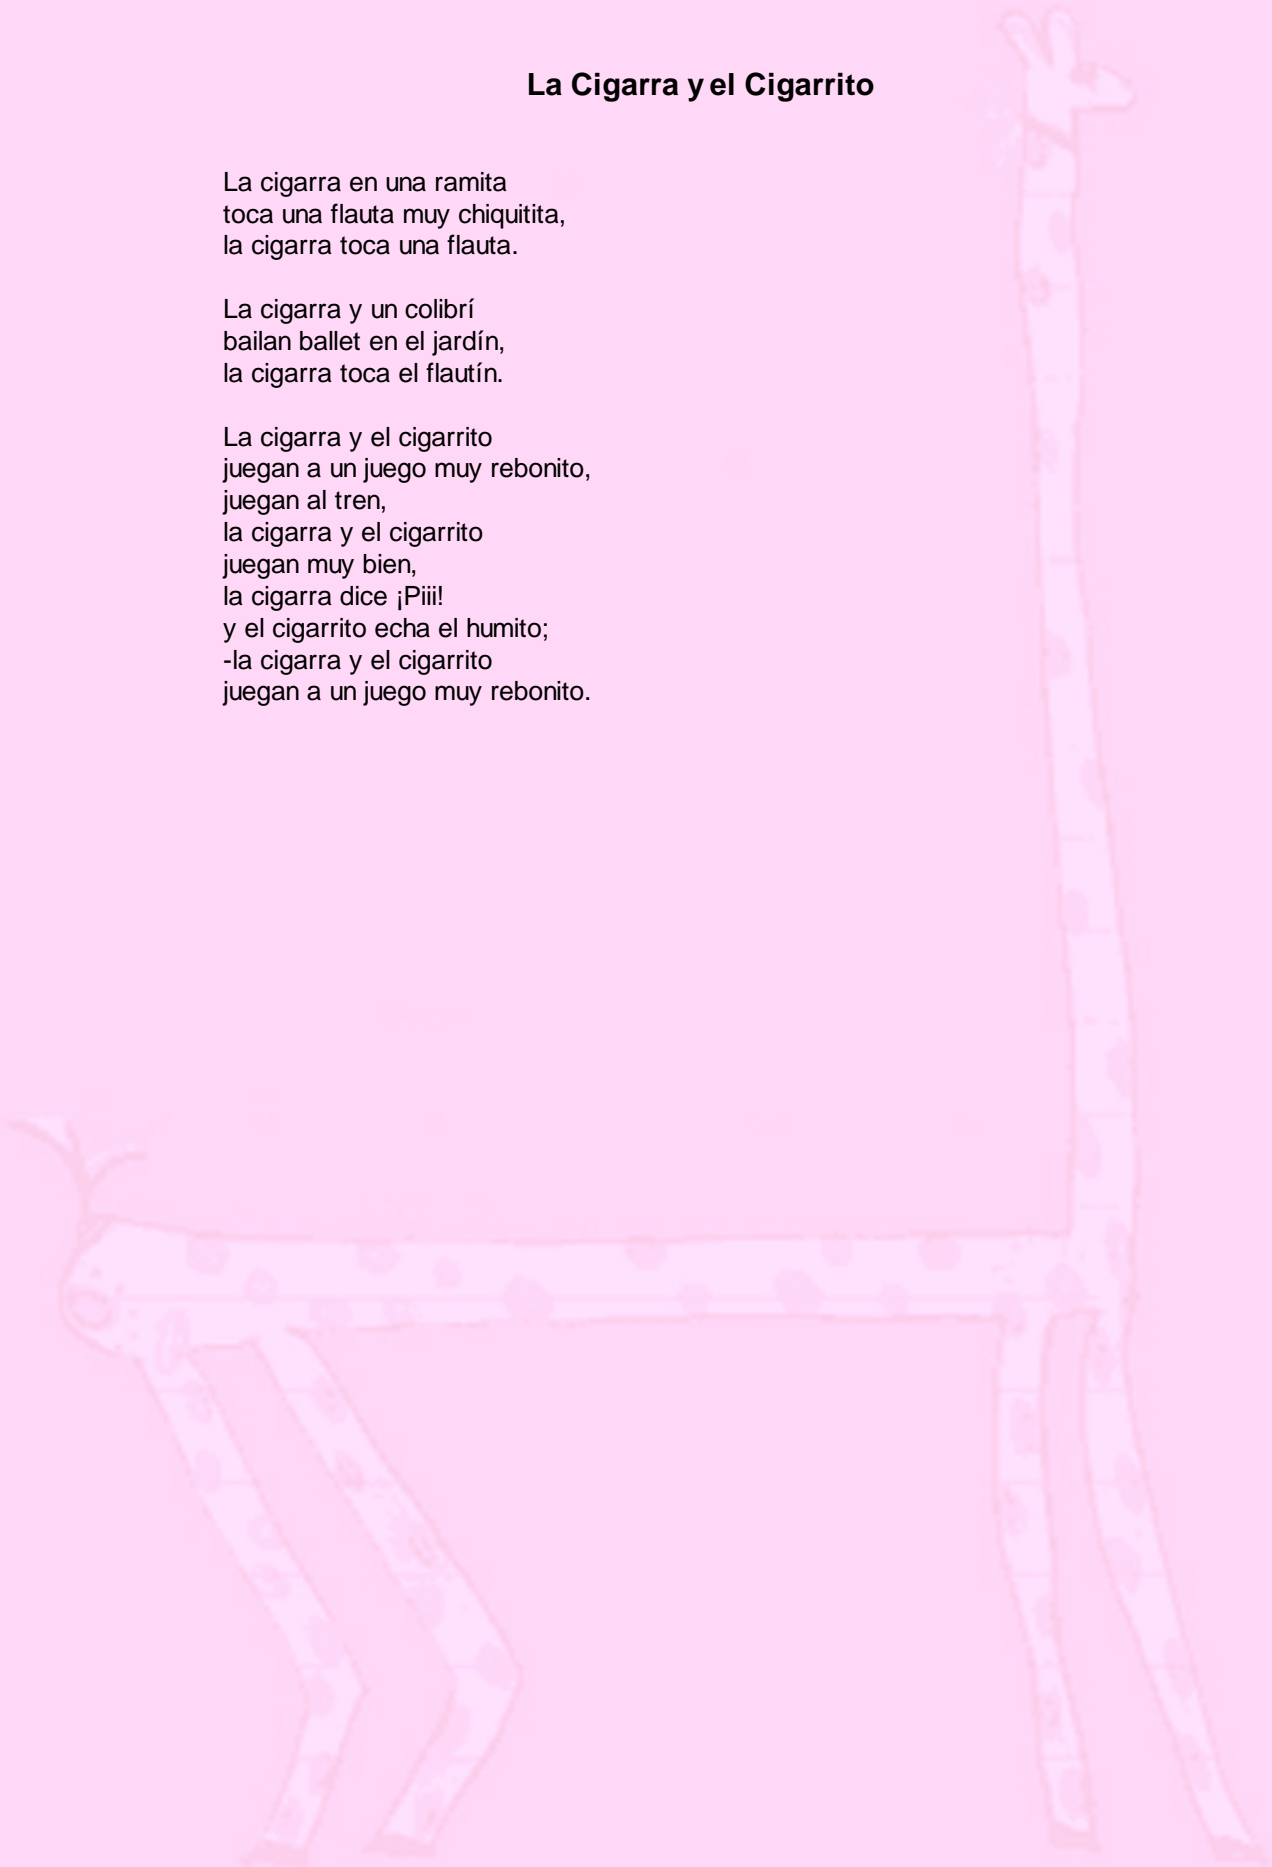 La Cigarra y el Cigarrito
La cigarra en una ramita
toca una flauta muy chiquitita,
la cigarra toca una flauta.
La cigarra y un colibrí
bailan ballet en el jardín,
la cigarra toca el flautín.
La cigarra y el cigarrito
juegan a un juego muy rebonito,
juegan al tren,
la cigarra y el cigarrito
juegan muy bien,
la cigarra dice ¡Piii!
y el cigarrito echa el humito;
-la cigarra y el cigarrito
juegan a un juego muy rebonito.